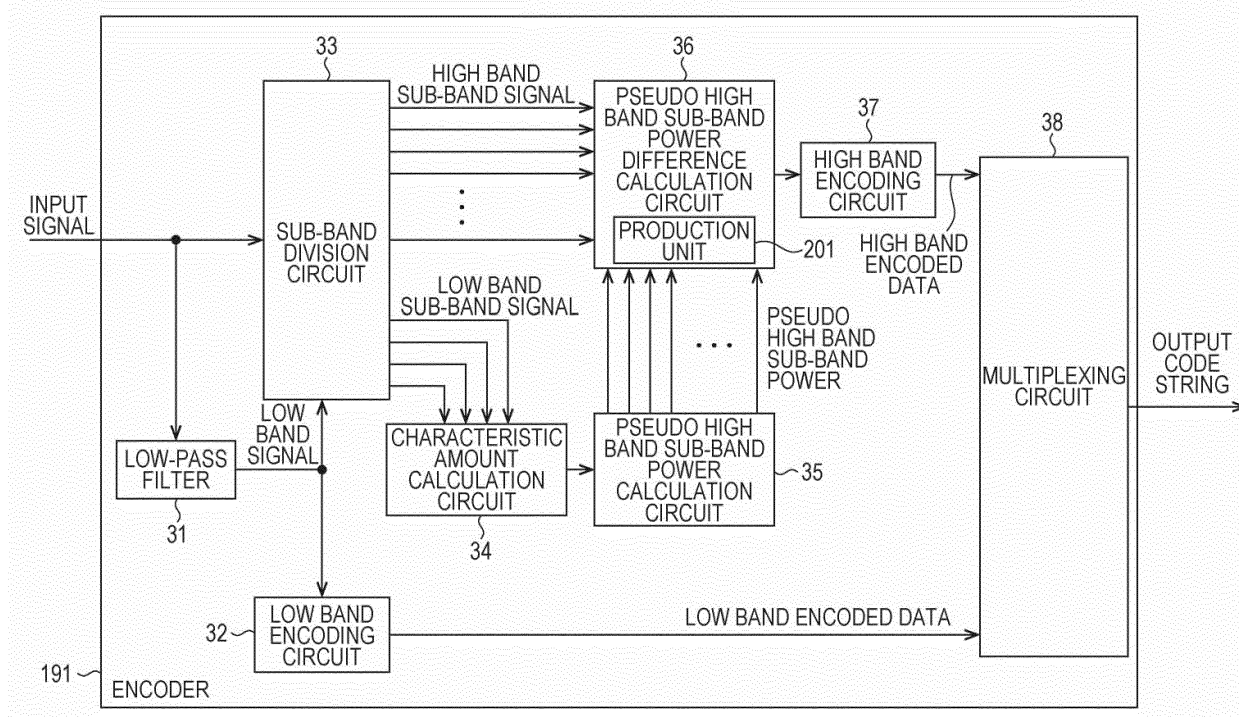 33
HIGH BAND
SUB-BAND SIGNAL
36
PSEUDO HIGH
BAND SUB-BAND
POWER
DIFFERENCE
CALCULATION
CIRCUIT
PRODUCTION
UNIT
201
37
HIGH BAND
ENCODING
CIRCUIT
38
INPUT
SIGNAL
SUB-BAND
DIVISION
CIRCUIT
HIGH BAND
ENCODED
DATA
LOW BAND
SUB-BAND SIGNAL
PSEUDO
HIGH BAND
SUB-BAND
POWER
MULTIPLEXING
CIRCUIT
OUTPUT
CODE
STRING
LOW
BAND
SIGNAL
LOW-PASS
FILTER
31
CHARACTERISTIC
AMOUNT
CALCULATION
CIRCUIT
34
PSEUDO HIGH
BAND SUB-BAND
POWER
CALCULATION
CIRCUIT
35
32
LOW BAND
ENCODING
CIRCUIT
LOW BAND ENCODED DATA
191
ENCODER